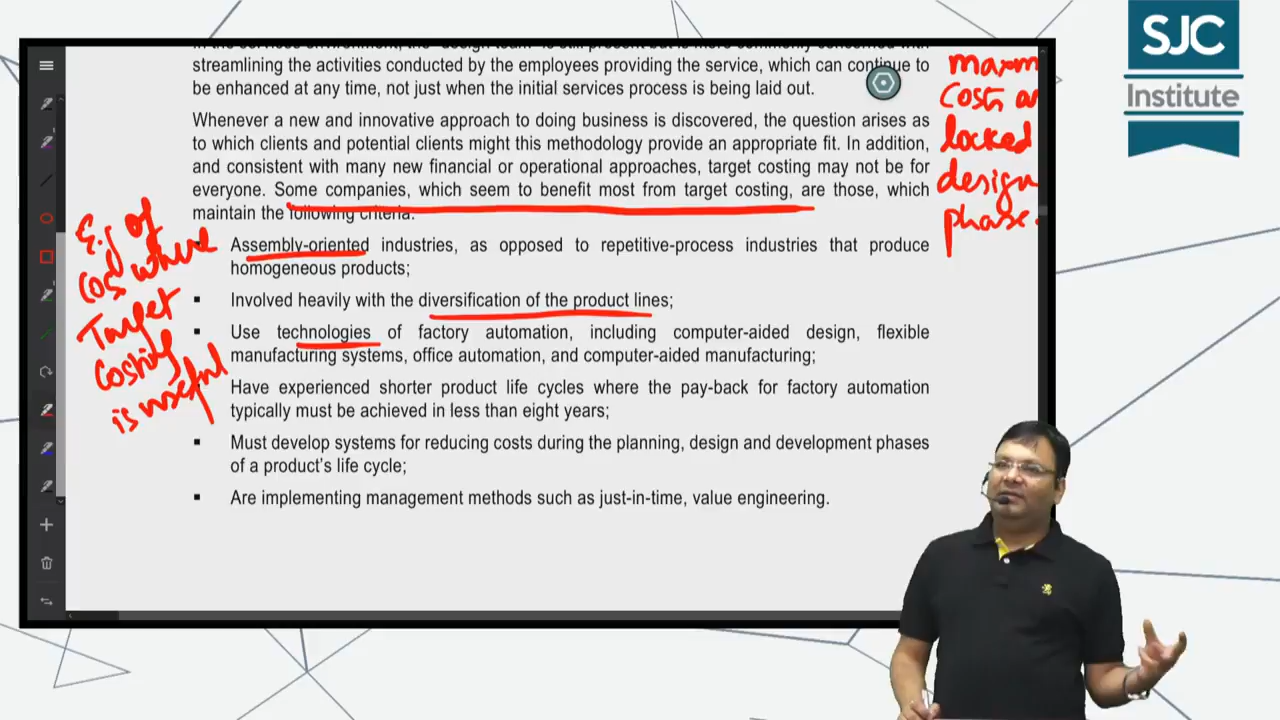 SJC
Institute
streamlining the activities conducted by the employees providing the service, which can continue to
be enhanced at any time, not just when the initial services process is being laid out.
Whenever a new and innovative approach to doing business is discovered, the question arises as
to which clients and potential clients might this methodology provide an appropriate fit. In addition,
and consistent with many new financial or operational approaches, target costing may not be for
everyone. Some companies, which seem to benefit most from target costing, are those, which
maintain the following criteria:
Assembly-oriented industries, as opposed to repetitive-process industries that produce
homogeneous products;
▪ Involved heavily with the diversification of the product lines;
▪ Use technologies of factory automation, including computer-aided design, flexible
manufacturing systems, office automation, and computer-aided manufacturing;
Have experienced shorter product life cycles where the pay-back for factory automation
typically must be achieved in less than eight years;
▪ Must develop systems for reducing costs during the planning, design and development phases
of a product's life cycle;
▪ Are implementing management methods such as just-in-time, value engineering.
E.g of
cos where
Target
Costing
is useful
Costs
locked
design
phase.